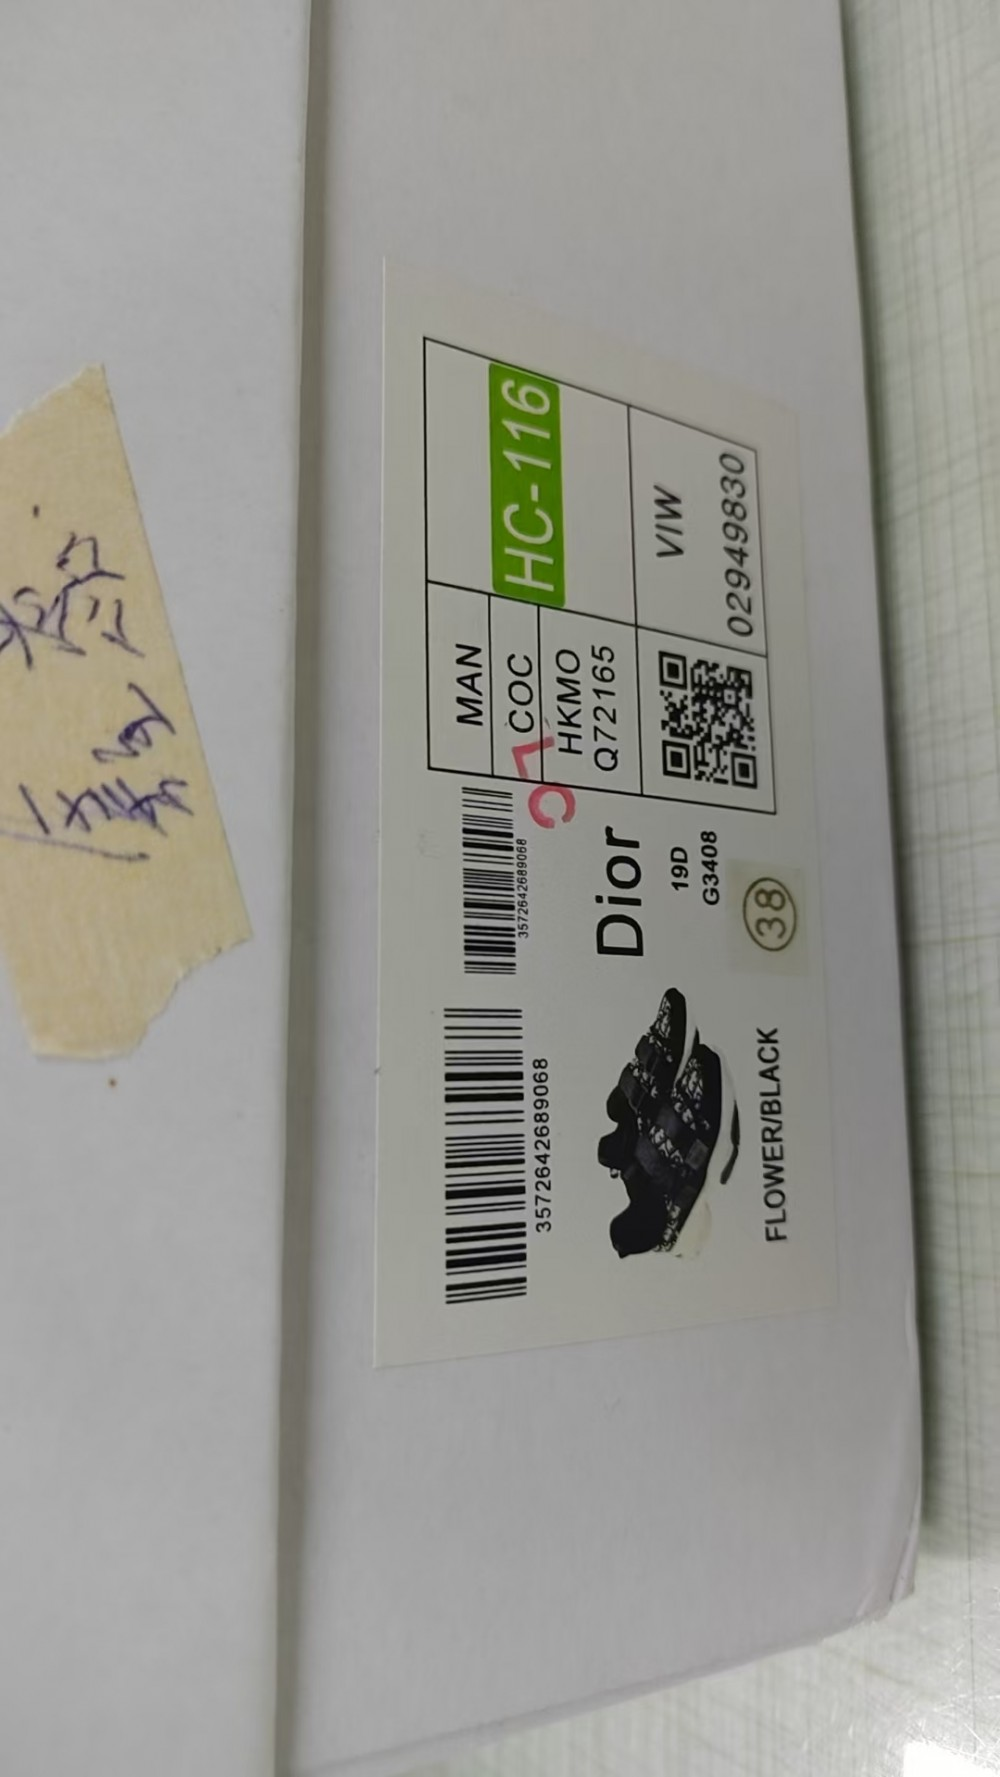 MAN
COC
HKMO
Q72165
HC-116
VIW
02949830
3572642689068
3572642689068
Dior
19D
G3408
38
FLOWER/BLACK